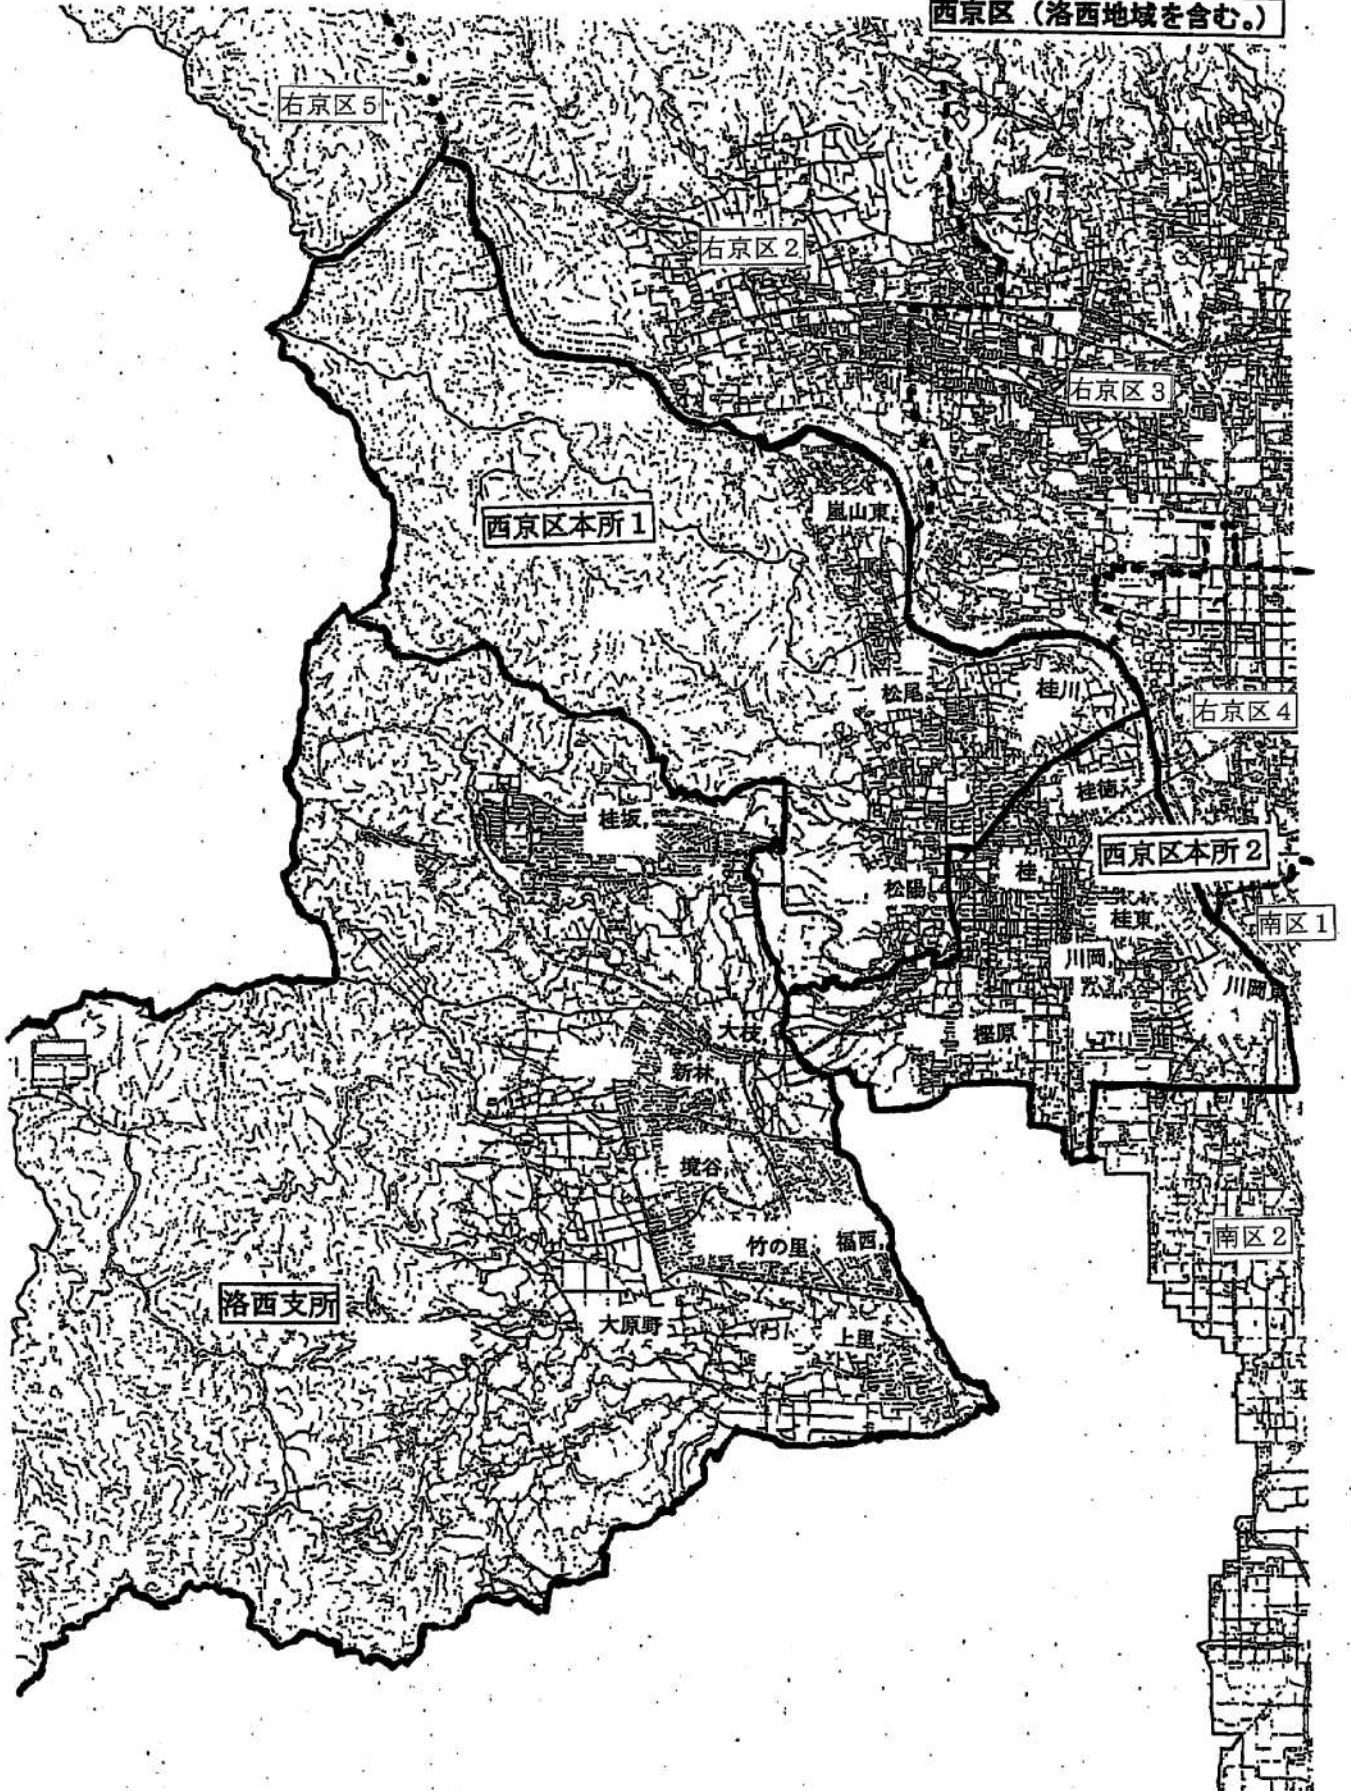 西京区（洛西地域を含む。）
右京区５
右京区２
右京区３
嵐山東
西京区本所１
松尾
桂川
右京区４
桂徳
桂坂
西京区本所２
桂
松陽
桂東
南区１
川岡
川岡
大枝
樫原
新林
境谷
南区２
竹の里
福西
洛西支所
大原野
上里